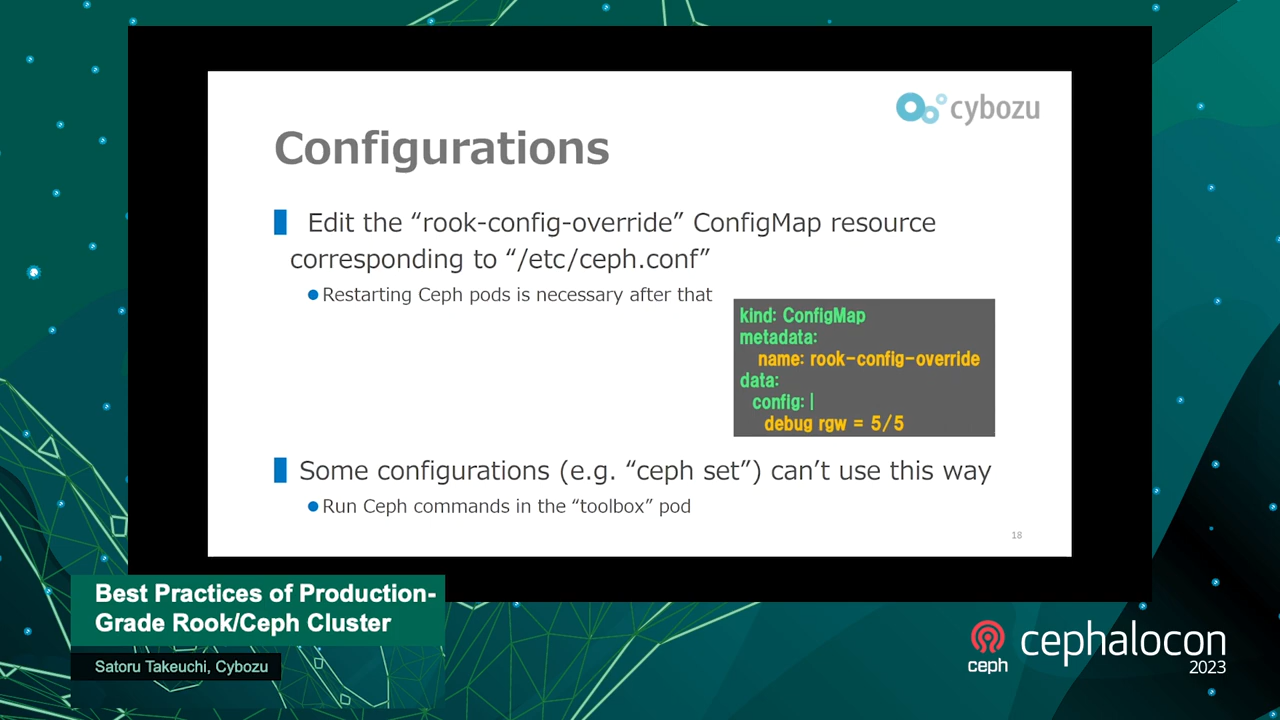 cybozu
Configurations
Edit the “rook-config-override” ConfigMap resource
corresponding to “/etc/ceph.conf”
Restarting Ceph pods is necessary after that
kind: ConfigMap
metadata:
name: rook-config-override
data:
config: |
debug rgw = 5/5
Some configurations (e.g. “ceph set”) can’t use this way
Run Ceph commands in the “toolbox” pod
18
Best Practices of Production-
Grade Rook/Ceph Cluster
Satoru Takeuchi, Cybozu
ceph
cephalocon
2023